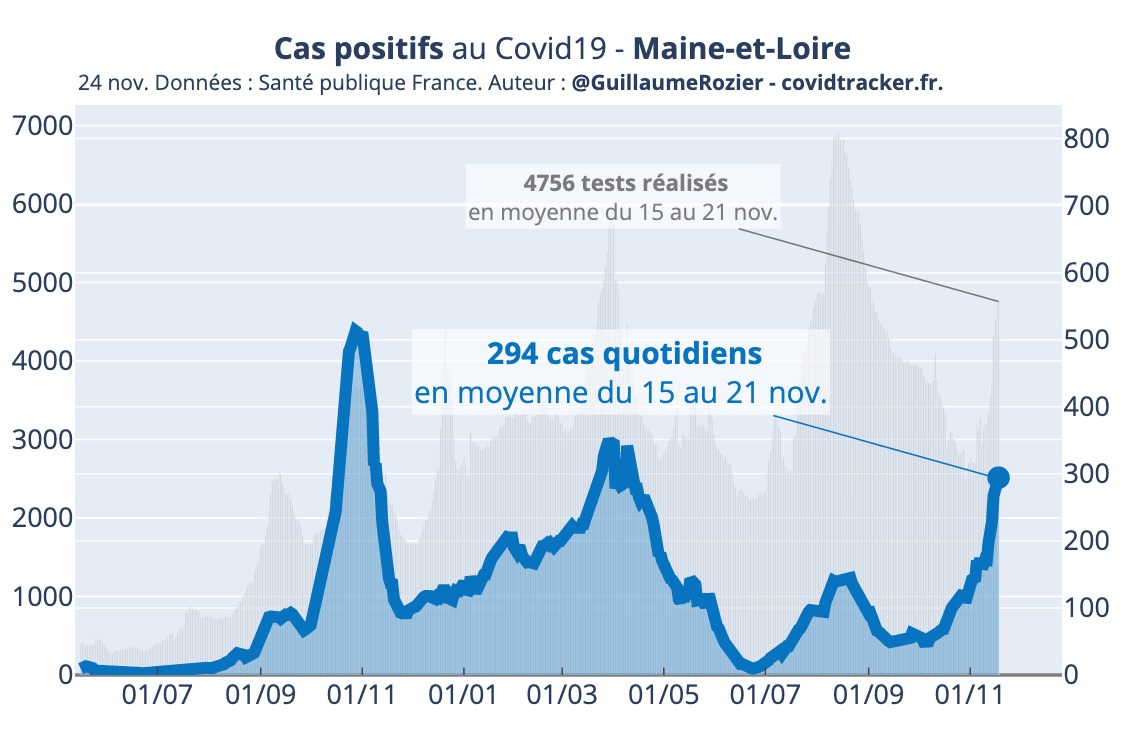 Cas positifs au Covid19 - Maine-et-Loire
24 nov. Données : Santé publique France. Auteur : @GuillaumeRozier - covidtracker.fr.
7000
6000
5000
4000
3000
2000
1000
0
800
700
600
500
400
300
200
100
0
4756 tests réalisés
en moyenne du 15 au 21 nov.
294 cas quotidiens
en moyenne du 15 au 21 nov.
01/07 01/09 01/11 01/01 01/03 01/05 01/07 01/09 01/11